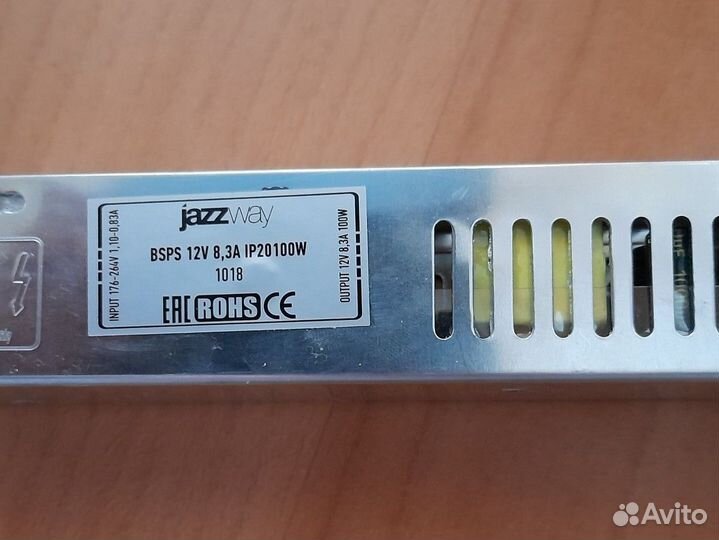 jazzway
BSPS 12V 8,3A IP20100W
1018
EAC ROHS CE
INPUT 176-264V 1,10-0,83A
OUTPUT 12V 8,3A 100W
Avito